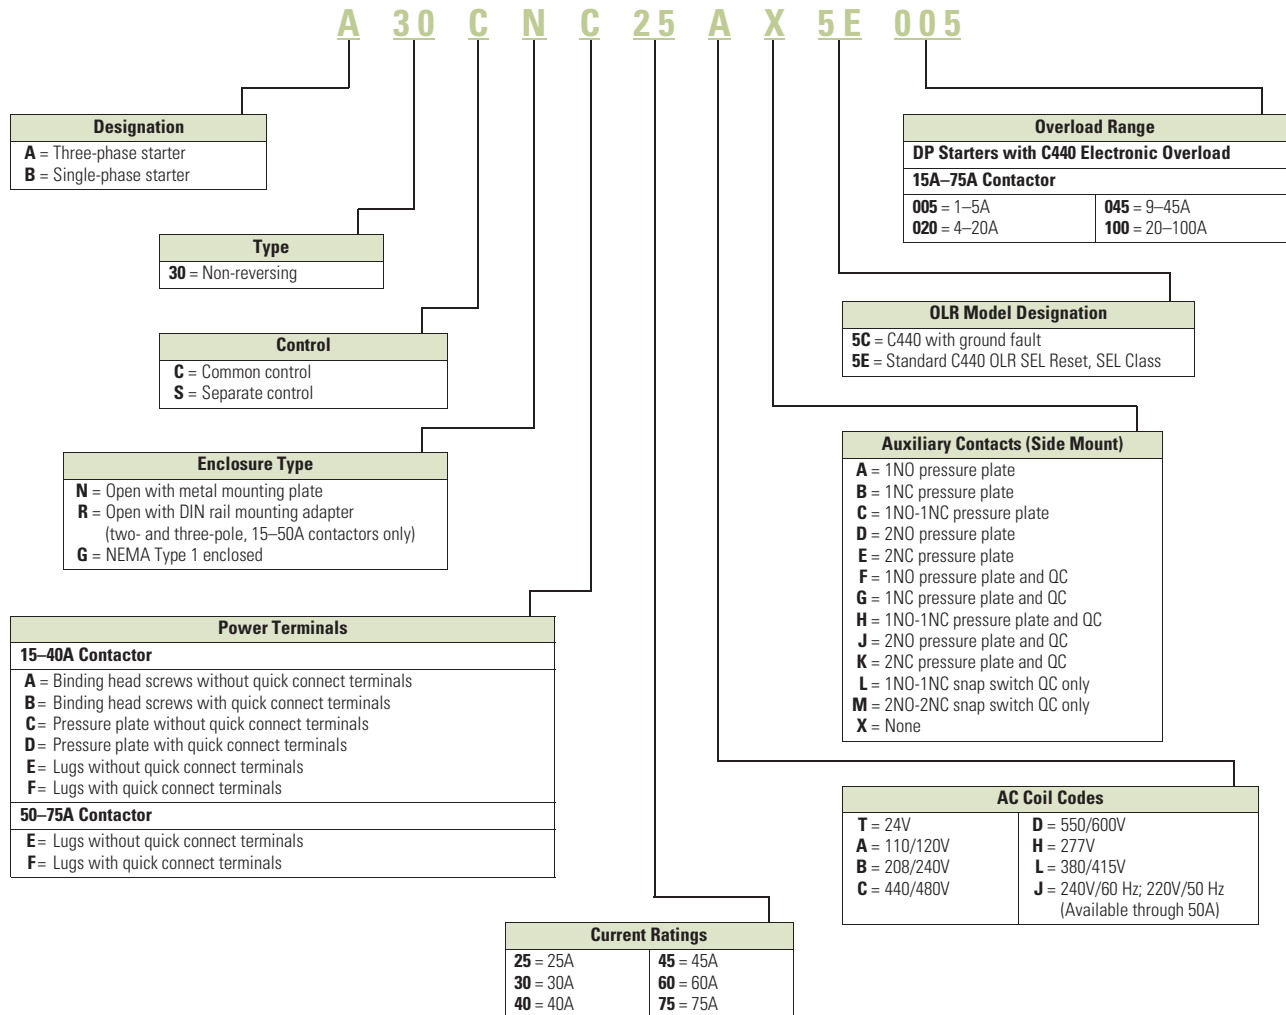 A 30 C N C 25 A X 5E 005
Designation
A = Three-phase starter
B = Single-phase starter
Type
30 = Non-reversing
Control
C = Common control
S = Separate control
Enclosure Type
N = Open with metal mounting plate
R = Open with DIN rail mounting adapter
(two- and three-pole, 15–50A contactors only)
G = NEMA Type 1 enclosed
Power Terminals
15–40A Contactor
A = Binding head screws without quick connect terminals
B = Binding head screws with quick connect terminals
C = Pressure plate without quick connect terminals
D = Pressure plate with quick connect terminals
E = Lugs without quick connect terminals
F = Lugs with quick connect terminals
50–75A Contactor
E = Lugs without quick connect terminals
F = Lugs with quick connect terminals
Current Ratings
25 = 25A
30 = 30A
40 = 40A
45 = 45A
60 = 60A
75 = 75A
AC Coil Codes
T = 24V
A = 110/120V
B = 208/240V
C = 440/480V
D = 550/600V
H = 277V
L = 380/415V
J = 240V/60 Hz; 220V/50 Hz
(Available through 50A)
Auxiliary Contacts (Side Mount)
A = 1NO pressure plate
B = 1NC pressure plate
C = 1NO-1NC pressure plate
D = 2NO pressure plate
E = 2NC pressure plate
F = 1NO pressure plate and QC
G = 1NC pressure plate and QC
H = 1NO-1NC pressure plate and QC
J = 2NO pressure plate and QC
K = 2NC pressure plate and QC
L = 1NO-1NC snap switch QC only
M = 2NO-2NC snap switch QC only
X = None
OLR Model Designation
5C = C440 with ground fault
5E = Standard C440 OLR SEL Reset, SEL Class
Overload Range
DP Starters with C440 Electronic Overload
15A–75A Contactor
005 = 1–5A
020 = 4–20A
045 = 9–45A
100 = 20–100A